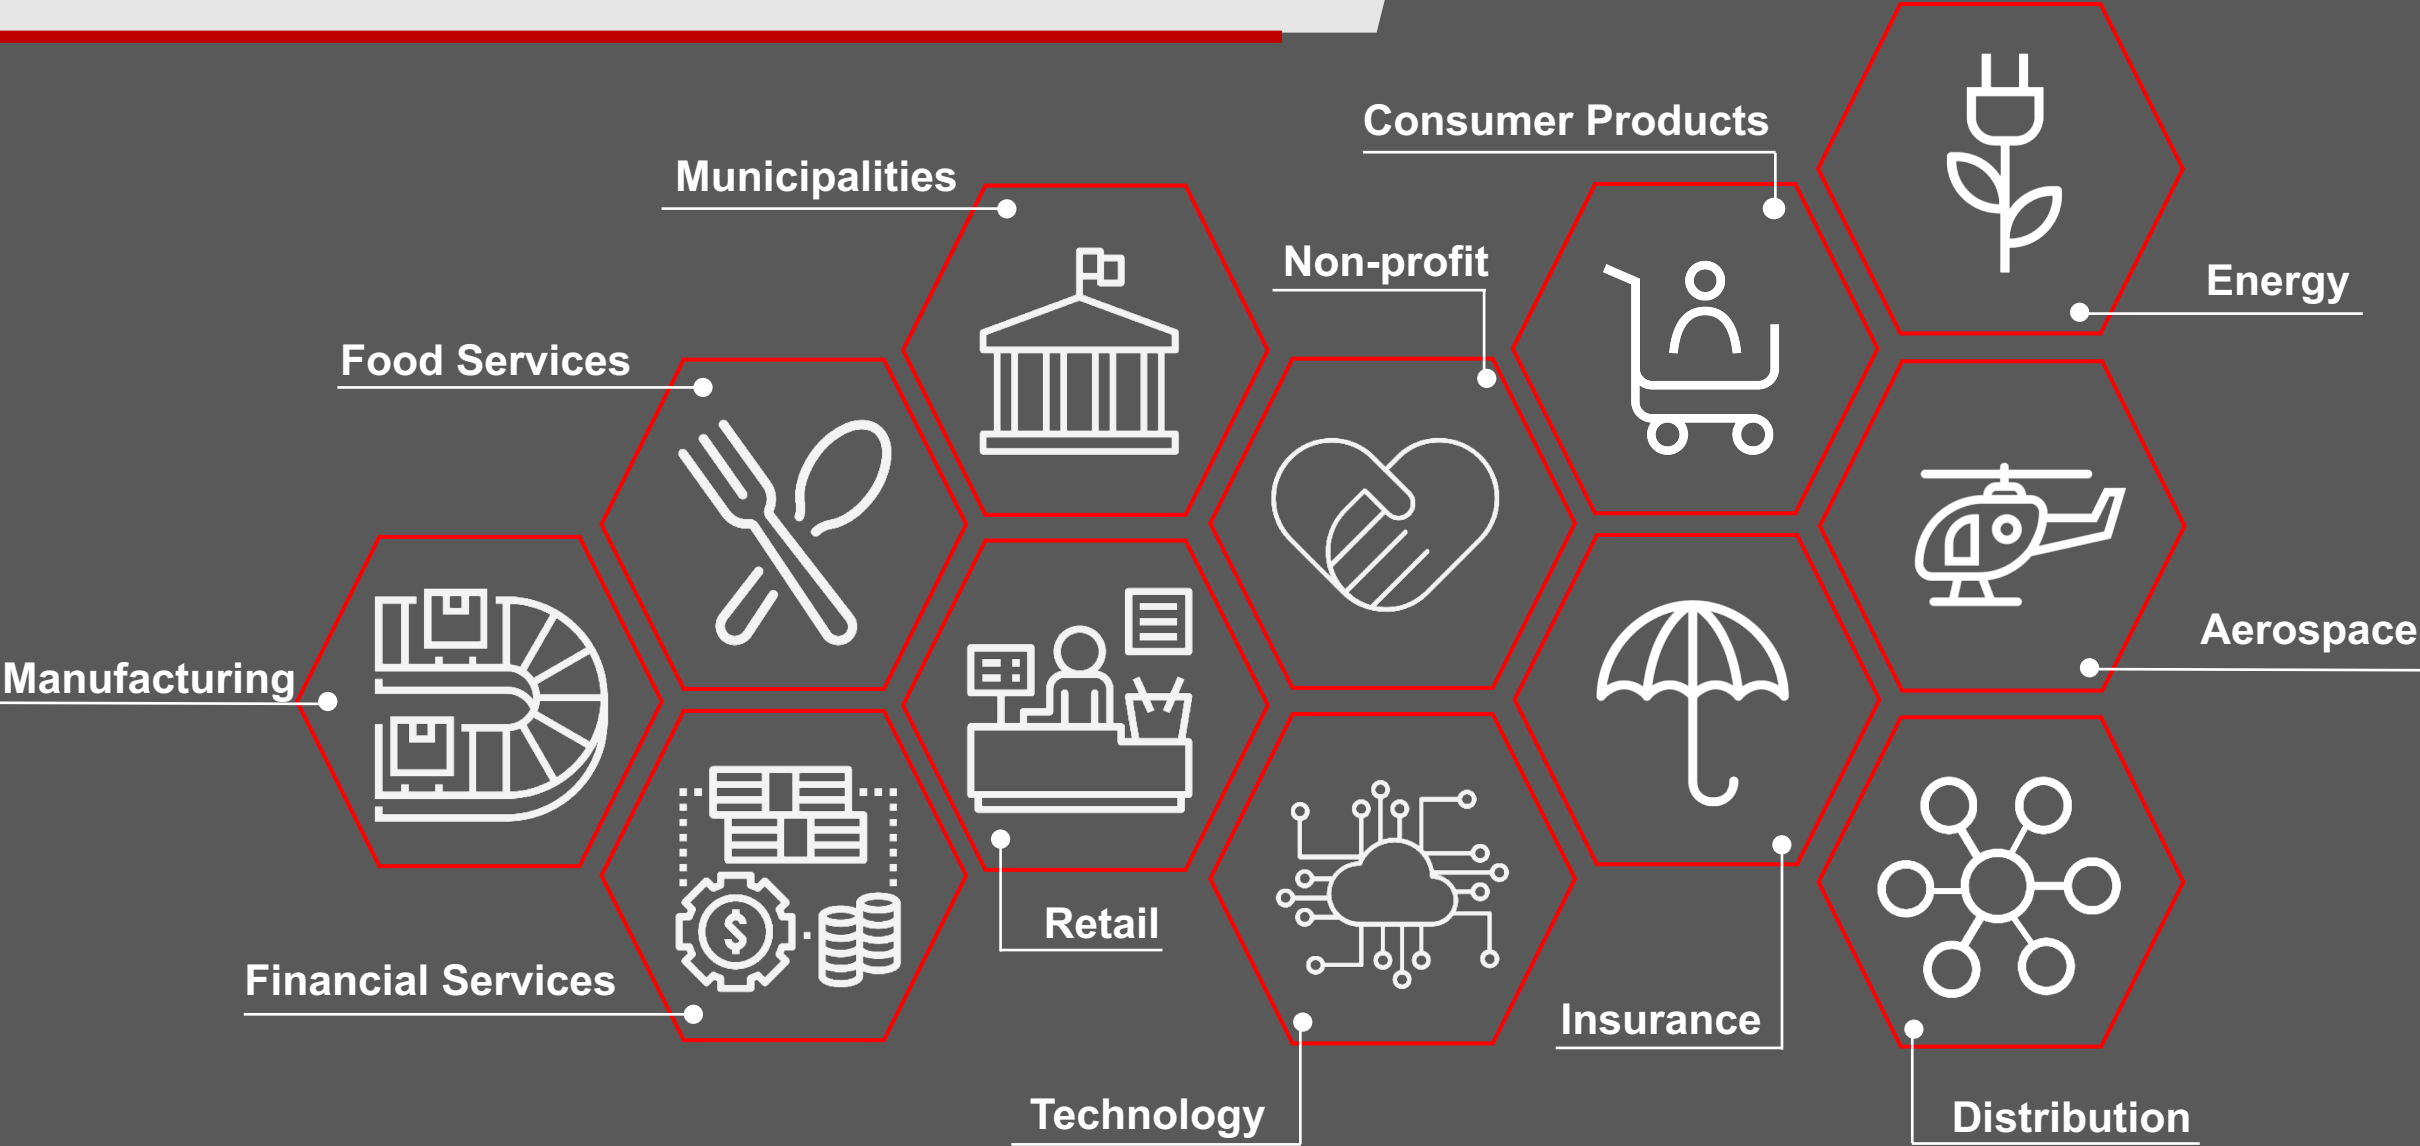 Consumer Products
Municipalities
Non-profit
Energy
Food Services
Aerospace
Manufacturing
Retail
Financial Services
Insurance
Technology
Distribution